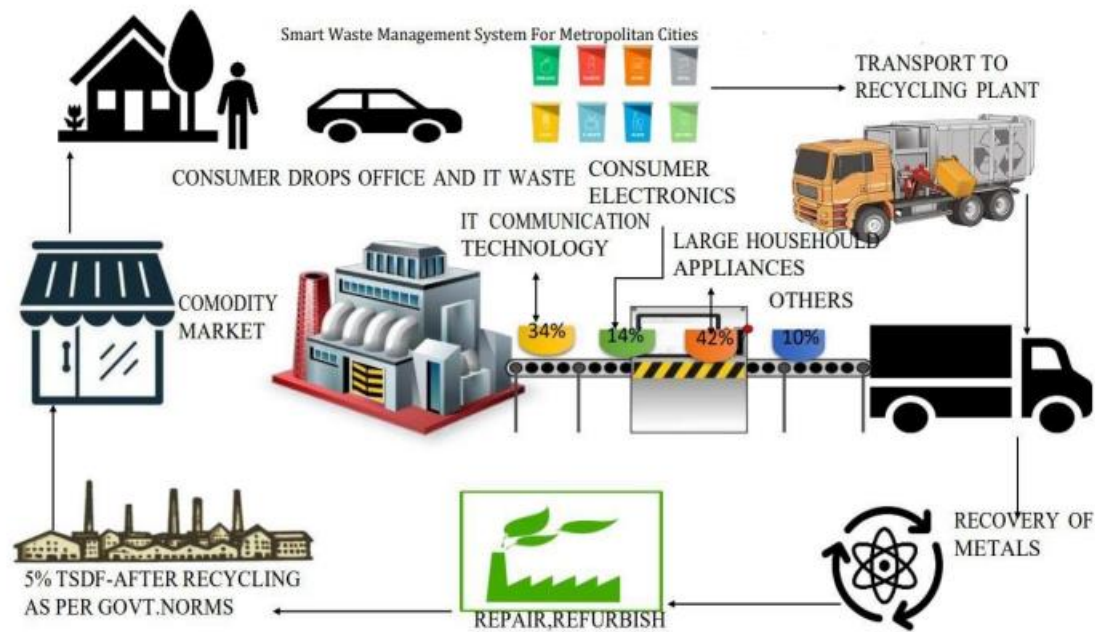 Smart Waste Management System For Metropolitan Cities
TRANSPORT TO
RECYCLING PLANT
CONSUMER DROPS OFFICE AND IT WASTE
CONSUMER
ELECTRONICS
IT COMMUNICATION
TECHNOLOGY
LARGE HOUSEHOULD
APPLIANCES
OTHERS
COMODITY
MARKET
34%
14%
42%
10%
RECOVERY OF
METALS
5% TSDF-AFTER RECYCLING
AS PER GOVT.NORMS
REPAIR,REFURBISH